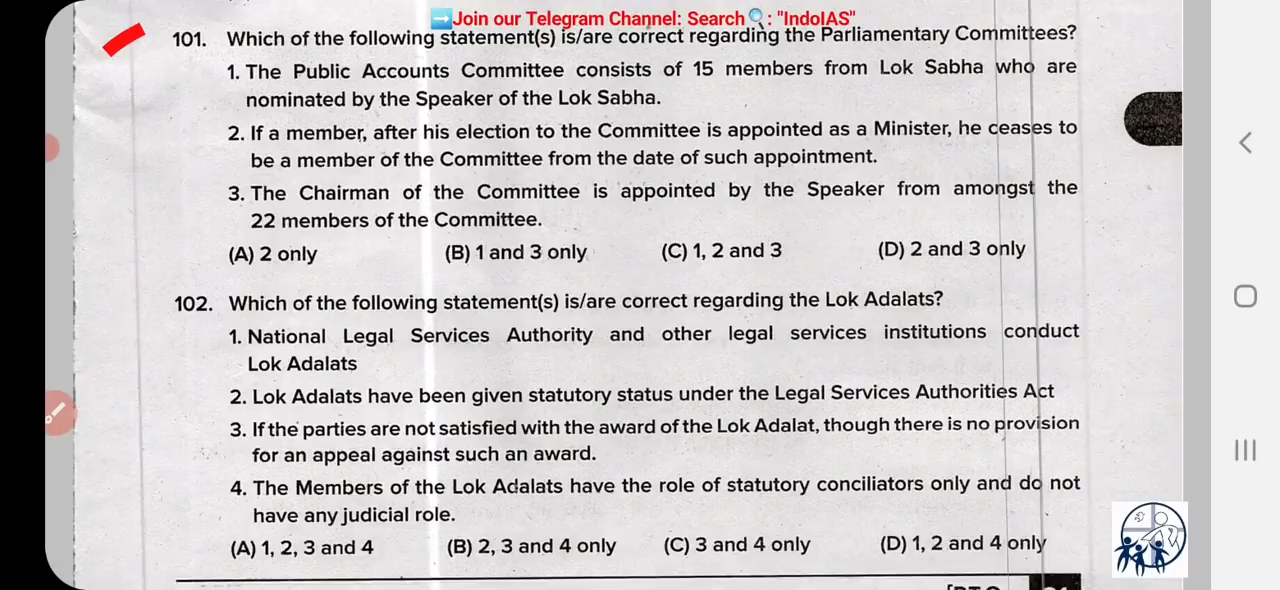 ➡Join our Telegram Channel: Search🔍: "IndoIAS"
101. Which of the following statement(s) is/are correct regarding the Parliamentary Committees?
1. The Public Accounts Committee consists of 15 members from Lok Sabha who are
nominated by the Speaker of the Lok Sabha.
2. If a member, after his election to the Committee is appointed as a Minister, he ceases to
be a member of the Committee from the date of such appointment.
3. The Chairman of the Committee is appointed by the Speaker from amongst the
22 members of the Committee.
(A) 2 only (B) 1 and 3 only (C) 1, 2 and 3 (D) 2 and 3 only
102. Which of the following statement(s) is/are correct regarding the Lok Adalats?
1. National Legal Services Authority and other legal services institutions conduct
Lok Adalats
2. Lok Adalats have been given statutory status under the Legal Services Authorities Act
3. If the parties are not satisfied with the award of the Lok Adalat, though there is no provision
for an appeal against such an award.
4. The Members of the Lok Adalats have the role of statutory conciliators only and do not
have any judicial role.
(A) 1, 2, 3 and 4 (B) 2, 3 and 4 only (C) 3 and 4 only (D) 1, 2 and 4 only